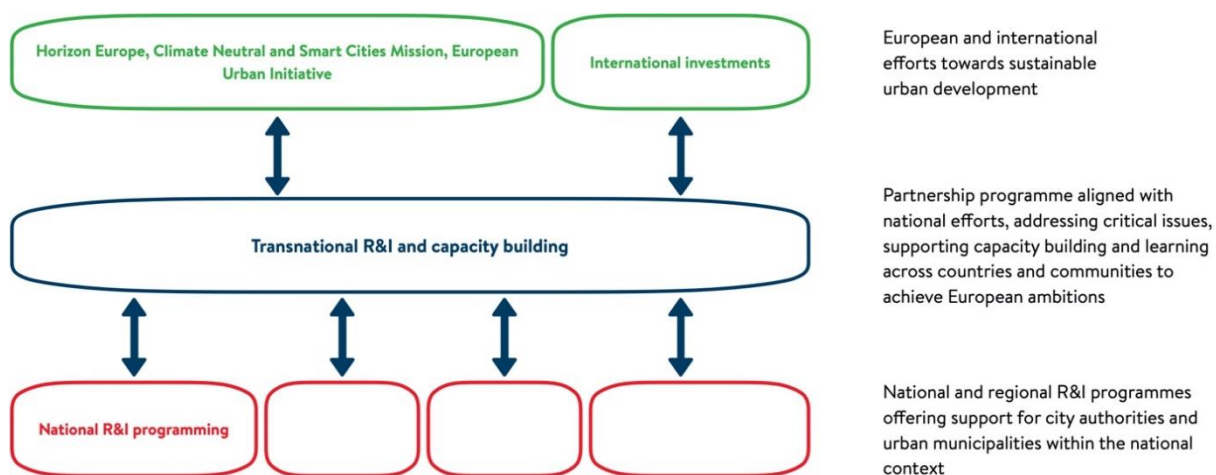 Horizon Europe, Climate Neutral and Smart Cities Mission, European
Urban Initiative
International investments
European and international
efforts towards sustainable
urban development
Transnational R&I and capacity building
Partnership programme aligned with
national efforts, addressing critical issues,
supporting capacity building and learning
across countries and communities to
achieve European ambitions
National R&I programming
National and regional R&I programmes
offering support for city authorities and
urban municipalities within the national
context